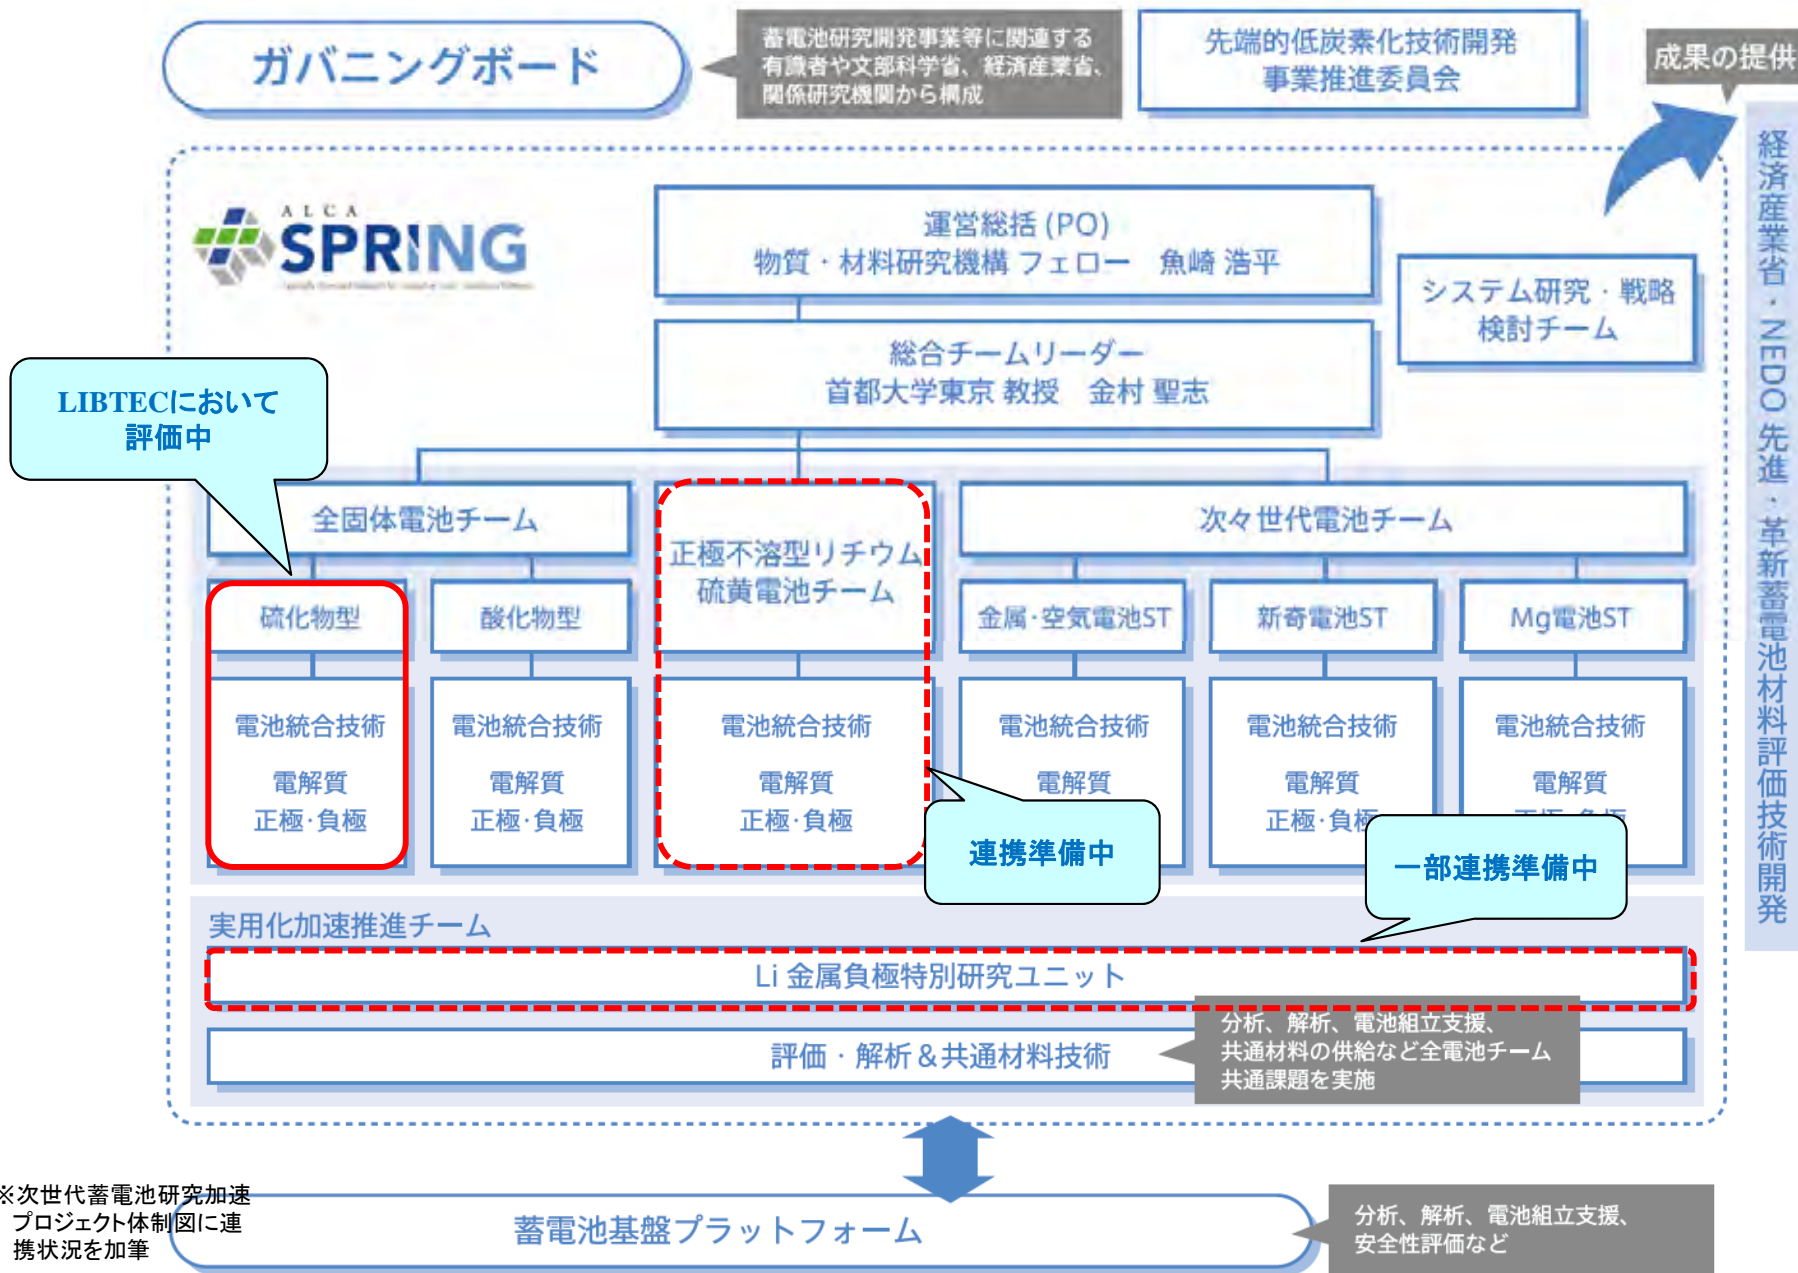 ガバニングボード
蓄電池研究開発事業等に関連する
有識者や文部科学省、経済産業省、
関係研究機関から構成
先端的低炭素化技術開発
事業推進委員会
成果の提供
経済産業省・NEDO 先進・革新蓄電池材料評価技術開発
ALCA
SPRING
運営総括 (PO)
物質・材料研究機構 フェロー 魚崎 浩平
システム研究・戦略
検討チーム
総合チームリーダー
首都大学東京 教授 金村 聖志
LIBTECにおいて
評価中
全固体電池チーム
正極不溶型リチウム
硫黄電池チーム
次々世代電池チーム
硫化物型
酸化物型
金属・空気電池ST
新奇電池ST
Mg電池ST
電池統合技術
電解質
正極・負極
電池統合技術
電解質
正極・負極
電池統合技術
電解質
正極・負極
電池統合技術
電解質
電池統合技術
電解質
正極・負極
電池統合技術
電解質
正極・負極
連携準備中
一部連携準備中
実用化加速推進チーム
Li 金属負極特別研究ユニット
評価・解析＆共通材料技術
分析、解析、電池組立支援、
共通材料の供給など全電池チーム
共通課題を実施
※次世代蓄電池研究加速
プロジェクト体制図に連
携状況を加筆
蓄電池基盤プラットフォーム
分析、解析、電池組立支援、
安全性評価など